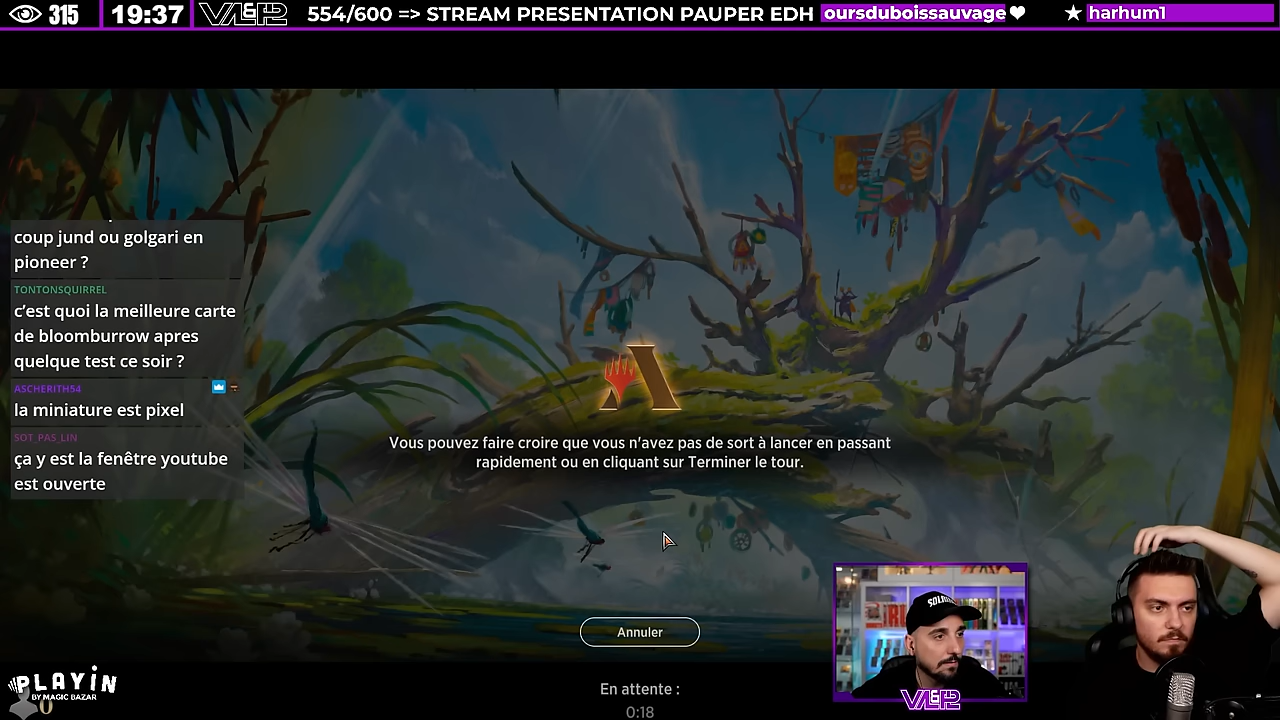 315
19:37
554/600 => STREAM PRESENTATION PAUPER EDH
oursduboissauvage
harhum1
coup jund ou golgari en
pioneer ?
TONTONSQUIRREL
c'est quoi la meilleure carte
de bloomburrow apres
quelque test ce soir ?
ASCHERITH54
la miniature est pixel
SOT_PAS_LIN
ça y est la fenêtre youtube
est ouverte
Vous pouvez faire croire que vous n'avez pas de sort à lancer en passant
rapidement ou en cliquant sur Terminer le tour.
Annuler
PLAYIN
BY MAGIC BAZAR
0
En attente :
0:18